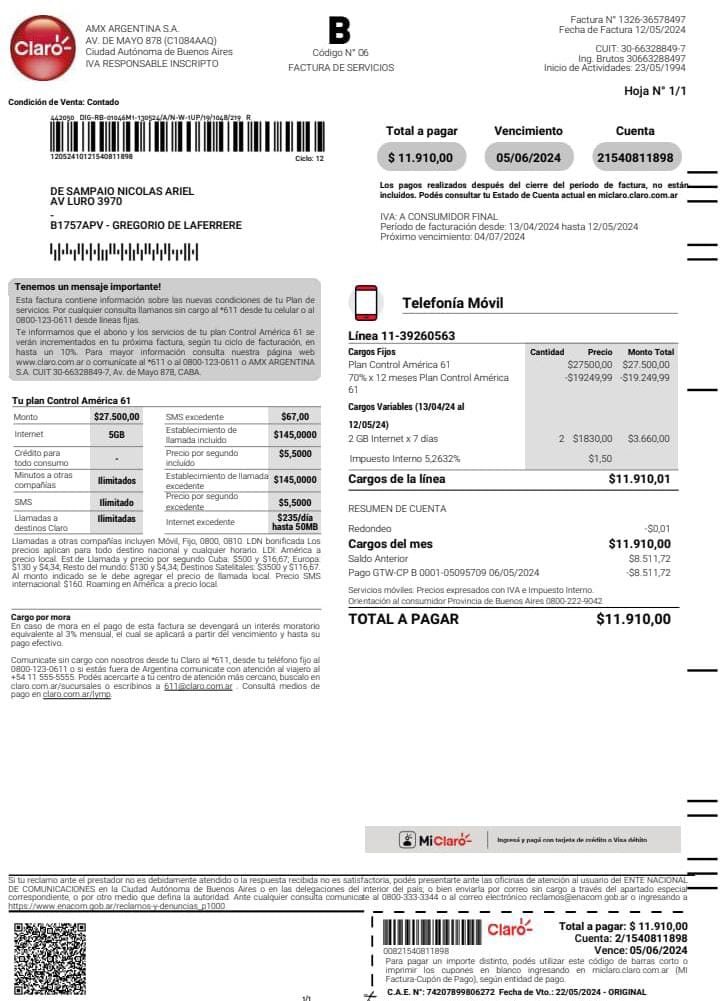 Claro
AMX ARGENTINA S.A.
AV. DE MAYO 878 (C1084AAQ)
Ciudad Autónoma de Buenos Aires
IVA RESPONSABLE INSCRIPTO
B
Código N° 06
FACTURA DE SERVICIOS
Factura N° 1326-36578497
Fecha de Factura 12/05/2024
CUIT: 30-66328849-7
Ing. Brutos 30663288497
Inicio de Actividades: 23/05/1994
Hoja N° 1/1
Condición de Venta: Contado
442050 DIG-RB-01046M1-130524/A/N-W-1UP/19/1048/219 R
12052410121540811898
Ciclo: 12
Total a pagar
Vencimiento
Cuenta
$ 11.910,00
05/06/2024
21540811898
DE SAMPAIO NICOLAS ARIEL
AV LURO 3970
-
B1757APV - GREGORIO DE LAFERRERE
Los pagos realizados después del cierre del periodo de factura, no están
incluidos. Podés consultar tu Estado de Cuenta actual en miclaro.claro.com.ar
IVA: A CONSUMIDOR FINAL
Período de facturación desde: 13/04/2024 hasta 12/05/2024
Próximo vencimiento: 04/07/2024
Tenemos un mensaje importante!
Esta factura contiene información sobre las nuevas condiciones de tu Plan de
servicios. Por cualquier consulta llamanos sin cargo al *611 desde tu celular o al
0800-123-0611 desde líneas fijas.
Te informamos que el abono y los servicios de tu plan Control América 61 se
verán incrementados en tu próxima factura, según tu ciclo de facturación, en
hasta un 10%. Para mayor información consulta nuestra página web
www.claro.com.ar o comunícate al *611 o al 0800-123-0611 o AMX ARGENTINA
S.A. CUIT 30-66328849-7, Av. de Mayo 878, CABA.
Tu plan Control América 61
Monto $27.500,00 SMS excedente $67,00
Internet 5GB Establecimiento de llamada incluído $145,0000
Crédito para todo consumo - Precio por segundo incluído $5,5000
Minutos a otras compañías Ilimitados Establecimiento de llamada excedente $145,0000
SMS Ilimitado Precio por segundo excedente $5,5000
Llamadas a destinos Claro Ilimitadas Internet excedente $235/día hasta 50MB
Llamadas a otras compañías incluyen Móvil, Fijo, 0800, 0810. LDN bonificada Los
precios aplican para todo destino nacional y cualquier horario. LDI: América a
precio local. Est.de Llamada y precio por segundo Cuba: $500 y $16,67; Europa:
$130 y $4,34; Resto del mundo: $130 y $4,34; Destinos Satelitales: $3500 y $116,67.
Al monto indicado se le debe agregar el precio de llamada local. Precio SMS
internacional: $160. Roaming en América: a precio local.
Cargo por mora
En caso de mora en el pago de esta factura se devengará un interés moratorio
equivalente al 3% mensual, el cual se aplicará a partir del vencimiento y hasta su
pago efectivo.
Comunicate sin cargo con nosotros desde tu Claro al *611, desde tu teléfono fijo al
0800-123-0611 o si estás fuera de Argentina comunicate con atención al viajero al
+54 11 555-5555. Podés acercarte a tu centro de atención más cercano, buscalo en
claro.com.ar/sucursales o escribinos a 611@claro.com.ar . Consultá medios de
pago en claro.com.ar/lymp.
Telefonía Móvil
Línea 11-39260563
Cargos Fijos Cantidad Precio Monto Total
Plan Control América 61 $27500,00 $27.500,00
70% x 12 meses Plan Control América -$19249,99 -$19.249,99
61
Cargos Variables (13/04/24 al
12/05/24)
2 GB Internet x 7 días 2 $1830,00 $3.660,00
Impuesto Interno 5,2632% $1,50
Cargos de la línea $11.910,01
RESUMEN DE CUENTA
Redondeo -$0,01
Cargos del mes $11.910,00
Saldo Anterior $8.511,72
Pago GTW-CP B 0001-05095709 06/05/2024 -$8.511,72
Servicios móviles: Precios expresados con IVA e Impuesto Interno.
Orientación al consumidor Provincia de Buenos Aires 0800-222-9042.
TOTAL A PAGAR $11.910,00
Mi Claro
Ingresá y pagá con tarjeta de crédito o Visa débito
Si tu reclamo ante el prestador no es debidamente atendido o la respuesta recibida no es satisfactoria, podés presentarte ante las oficinas de atención al usuario del ENTE NACIONAL
DE COMUNICACIONES en la Ciudad Autónoma de Buenos Aires o en las delegaciones del interior del país; o bien enviarla por correo sin cargo a través del apartado especial
correspondiente, o por otro medio que defina la autoridad. Ante cualquier consulta comunicate al 0800-333-3344 o al correo electrónico reclamos@enacom.gob.ar o ingresando a
https://www.enacom.gob.ar/reclamos-y-denuncias_p1000
1/1
00821540811898
Claro
Total a pagar: $ 11.910,00
Cuenta: 2/1540811898
Vence: 05/06/2024
Para pagar un importe distinto, podés utilizar este código de barras corto o
imprimir los cupones en blanco ingresando en miclaro.claro.com.ar (MI
Factura-Cupón de Pago), según entidad de pago.
C.A.E. N°: 74207899806272 Fecha de Vto.: 22/05/2024 - ORIGINAL